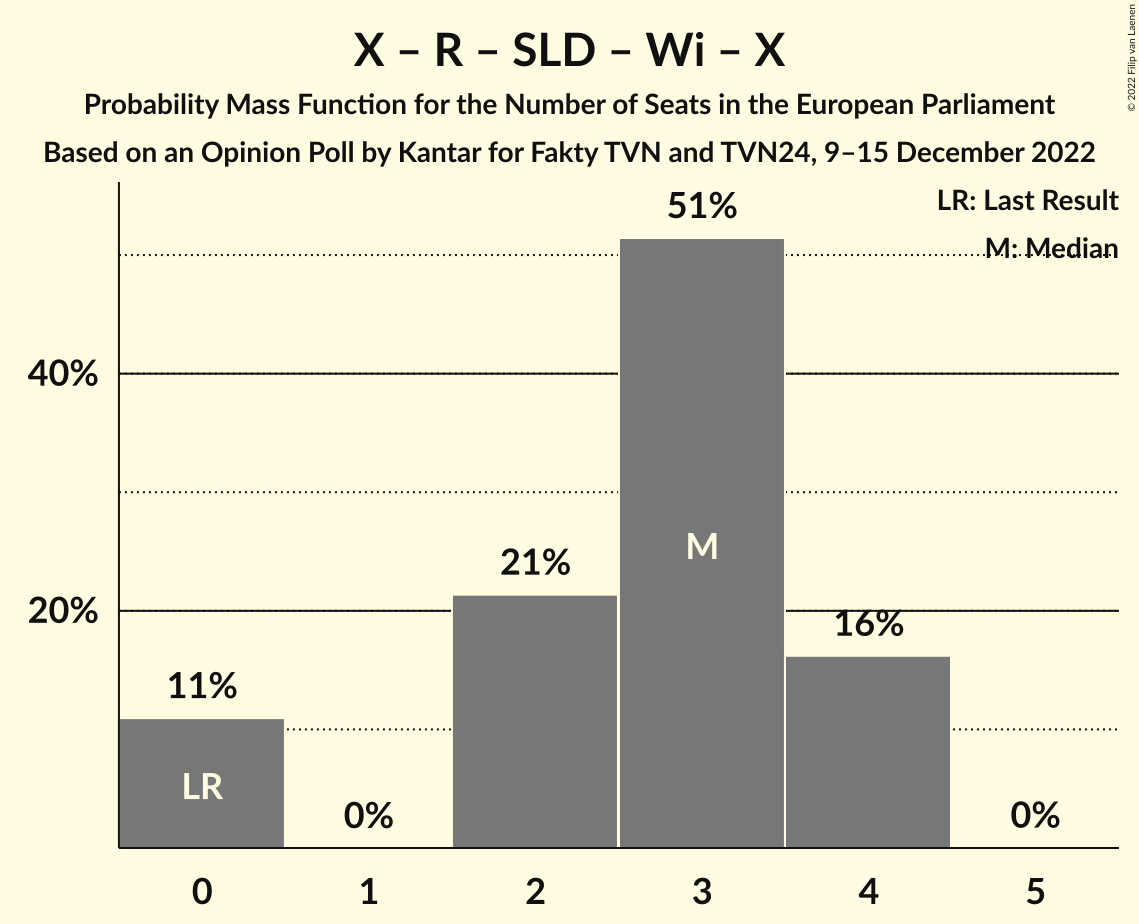 X – R – SLD – Wi – X
Probability Mass Function for the Number of Seats in the European Parliament
Based on an Opinion Poll by Kantar for Fakty TVN and TVN24, 9–15 December 2022
© 2022 Filip van Laenen
LR: Last Result
M: Median
51%
40%
M
21%
20%
16%
11%
LR
0%
0%
0 1 2 3 4 5